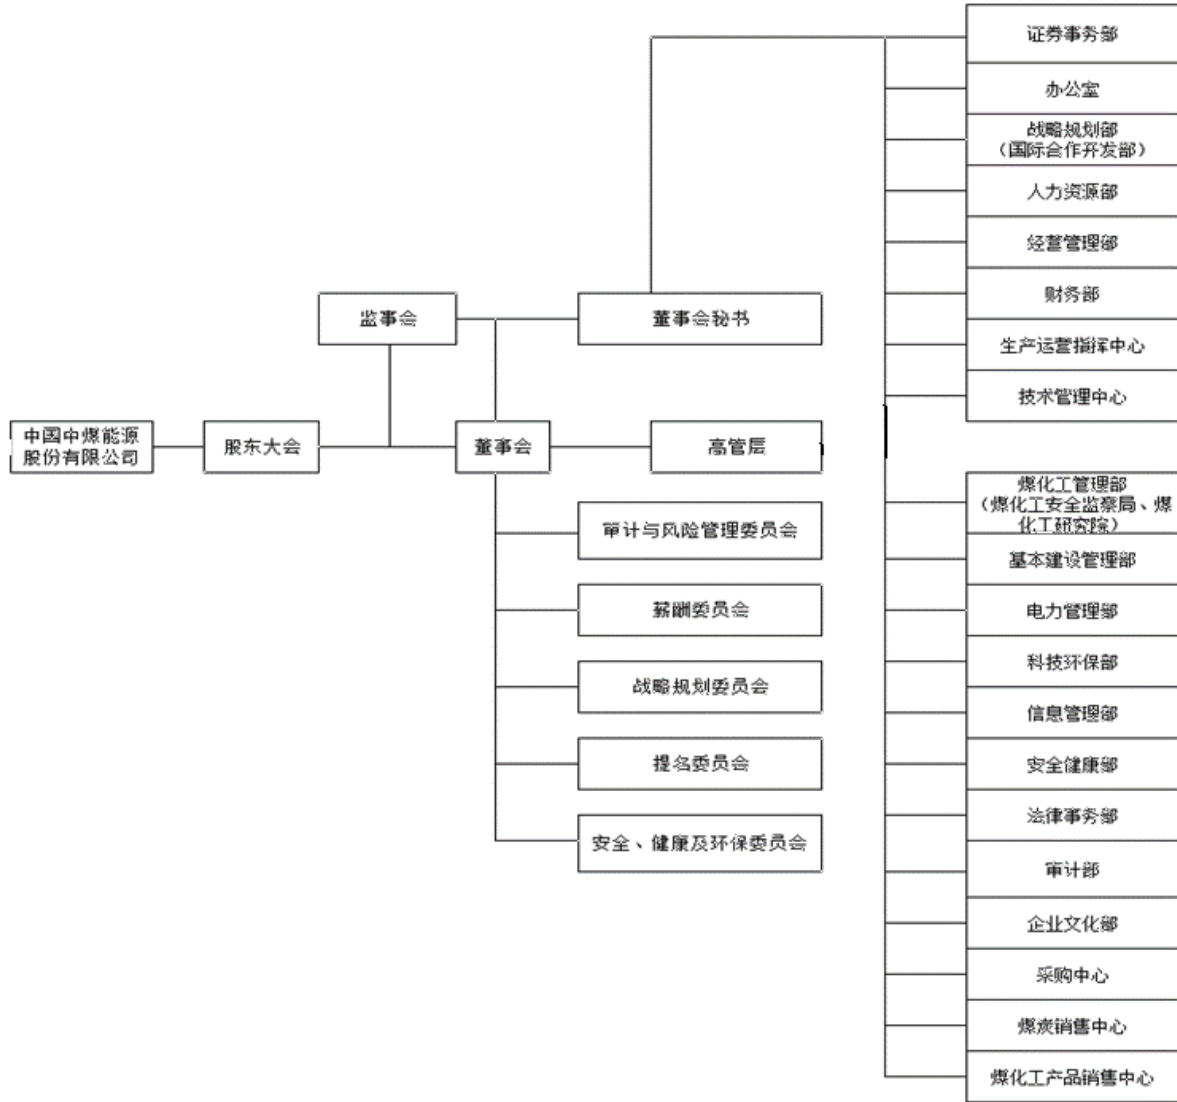 中国中煤能源
股份有限公司
股东大会
监事会
董事会
董事会秘书
高管层
审计与风险管理委员会
薪酬委员会
战略规划委员会
提名委员会
安全、健康及环保委员会
证券事务部
办公室
战略规划部
（国际合作开发部）
人力资源部
经营管理部
财务部
生产运营指挥中心
技术管理中心
煤化工管理部
（煤化工安全监察局、煤
化工研究院）
基本建设管理部
电力管理部
科技环保部
信息管理部
安全健康部
法律事务部
审计部
企业文化部
采购中心
煤炭销售中心
煤化工产品销售中心